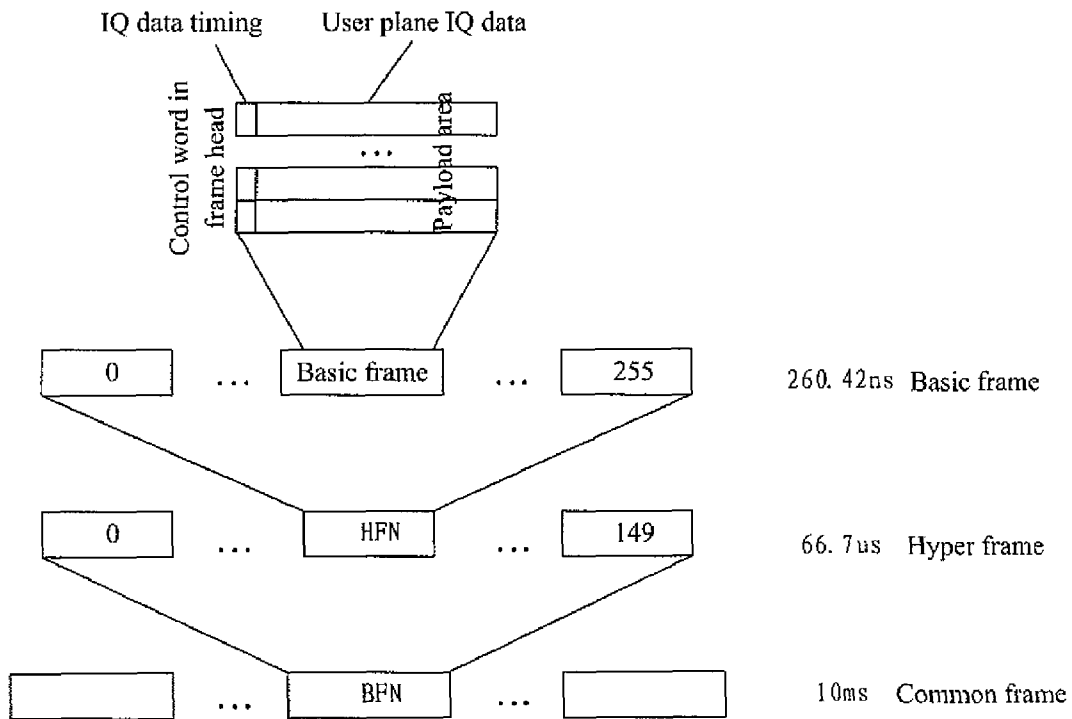 IQ data timing
User plane IQ data
Control word in
frame head
Payload area
...
0 ... Basic frame ... 255 260.42ns Basic frame
0 ... HFN ... 149 66.7us Hyper frame
... BFN ... 10ms Common frame